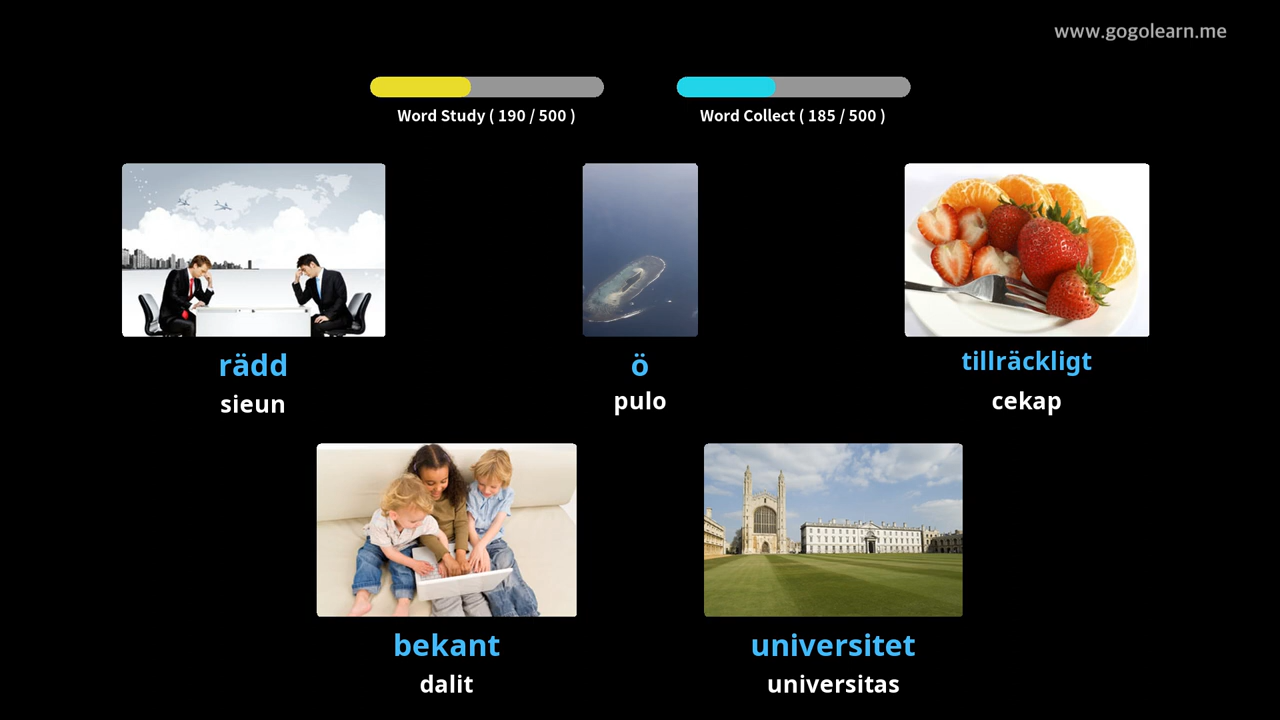 www.gogolearn.me
Word Study ( 190 / 500 )
Word Collect ( 185 / 500 )
rädd
sieun
ö
pulo
tillräckligt
cekap
bekant
dalit
universitet
universitas